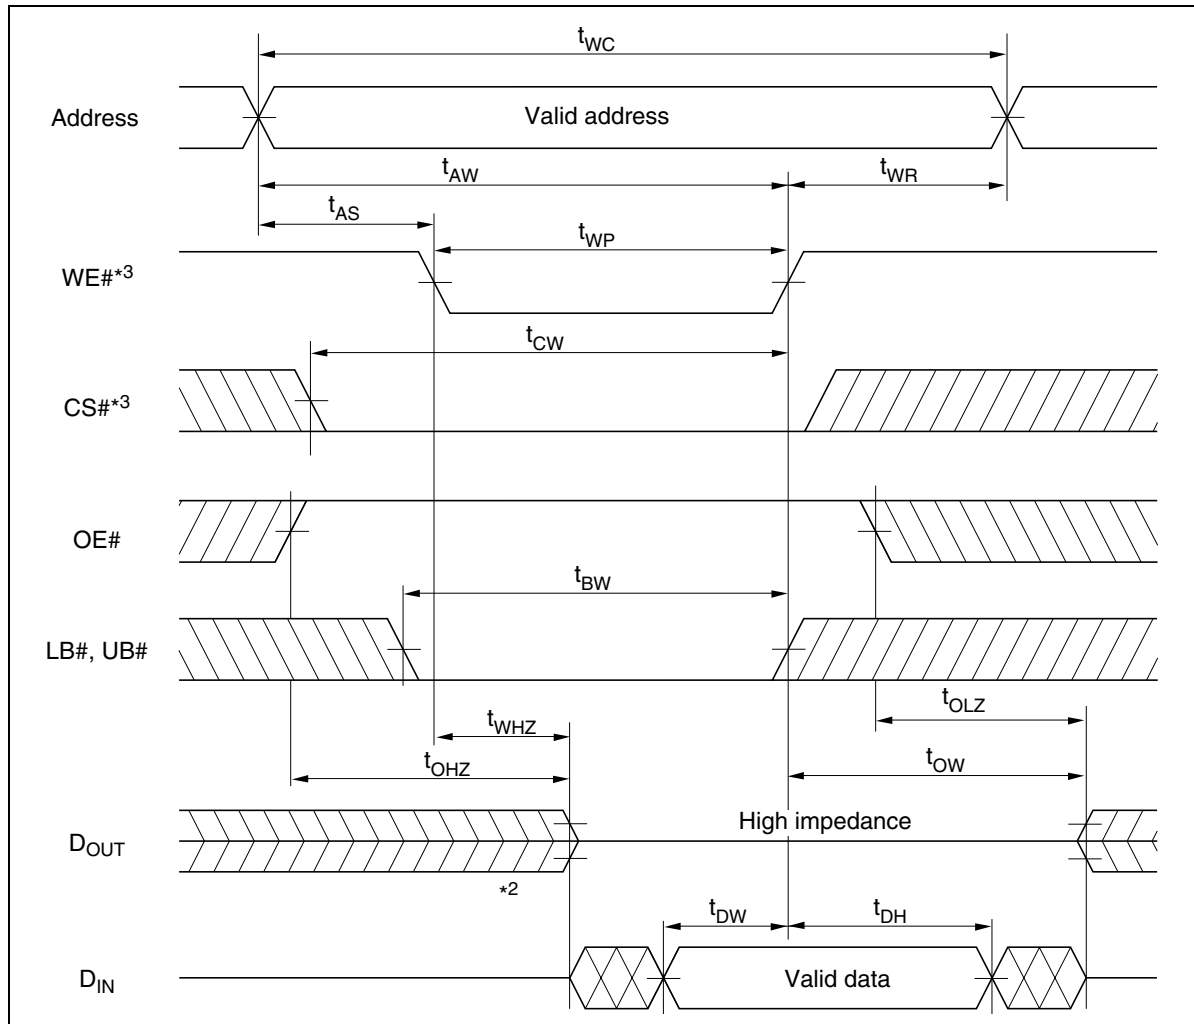 tWC
Address
Valid address
tAW
tWR
tAS
tWP
WE#*3
tCW
CS#*3
OE#
tBW
LB#, UB#
tOLZ
tWHZ
tOHZ
tOW
High impedance
DOUT
*2
tDW
tDH
DIN
Valid data